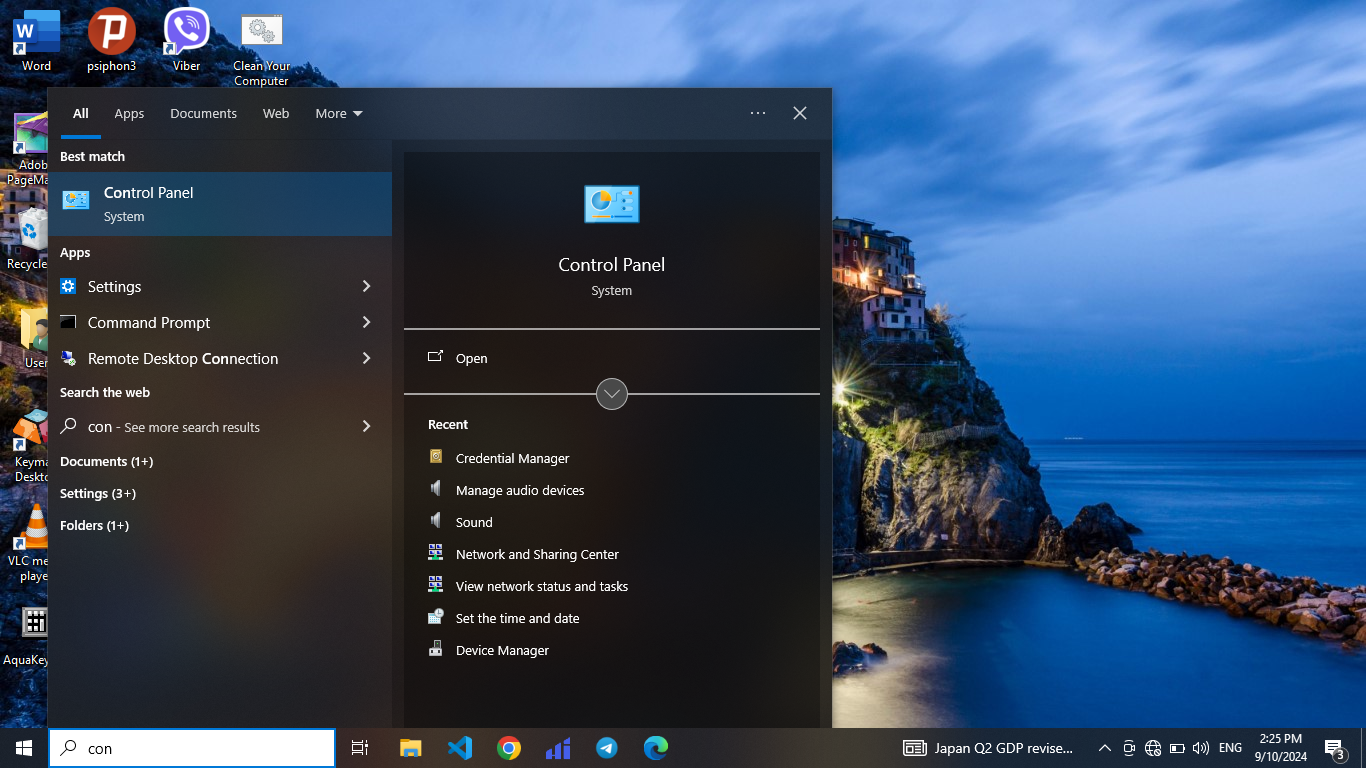 Word
psiphon3
Viber
Clean Your
Computer
All
Apps
Documents
Web
More
Best match
Control Panel
System
Apps
Settings
Command Prompt
Remote Desktop Connection
Search the web
con - See more search results
Documents (1+)
Settings (3+)
Folders (1+)
Control Panel
System
Open
Recent
Credential Manager
Manage audio devices
Sound
Network and Sharing Center
View network status and tasks
Set the time and date
Device Manager
Adob
PageMa
Recycle
User
Keyma
Deskto
VLC me
playe
AquaKey
con
Japan Q2 GDP revise...
ENG
2:25 PM
9/10/2024
3